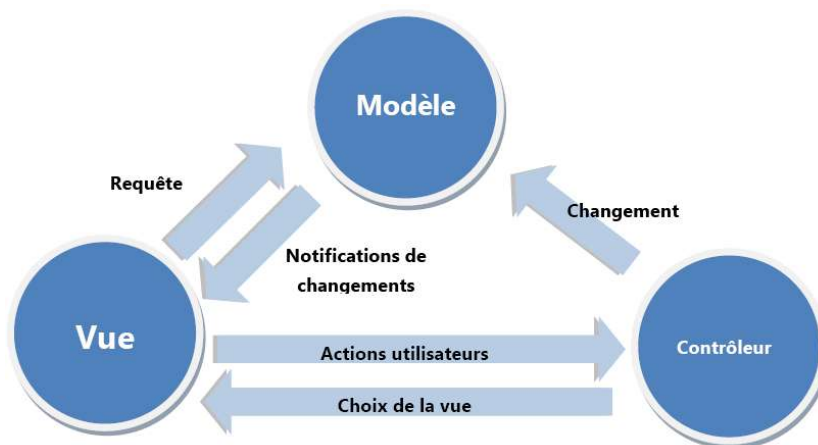 Modèle
Requête
Changement
Notifications de
changements
Vue
Actions utilisateurs
Contrôleur
Choix de la vue